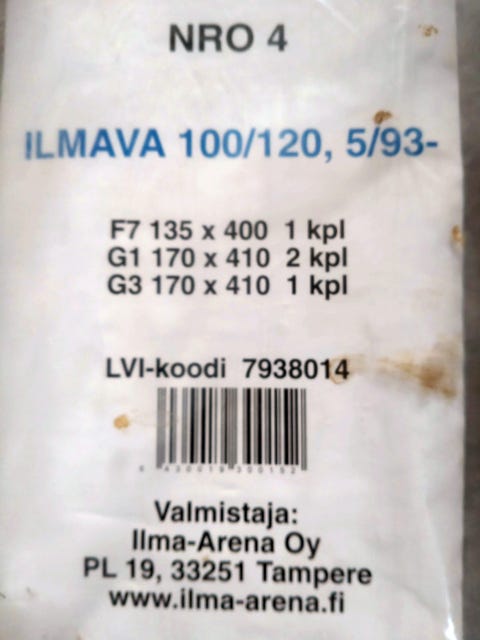 NRO 4
ILMAVA 100/120, 5/93-
F7 135 x 400 1 kpl
G1 170 x 410 2 kpl
G3 170 x 410 1 kpl
LVI-koodi 7938014
Valmistaja:
Ilma-Arena Oy
PL 19, 33251 Tampere
www.ilma-arena.fi